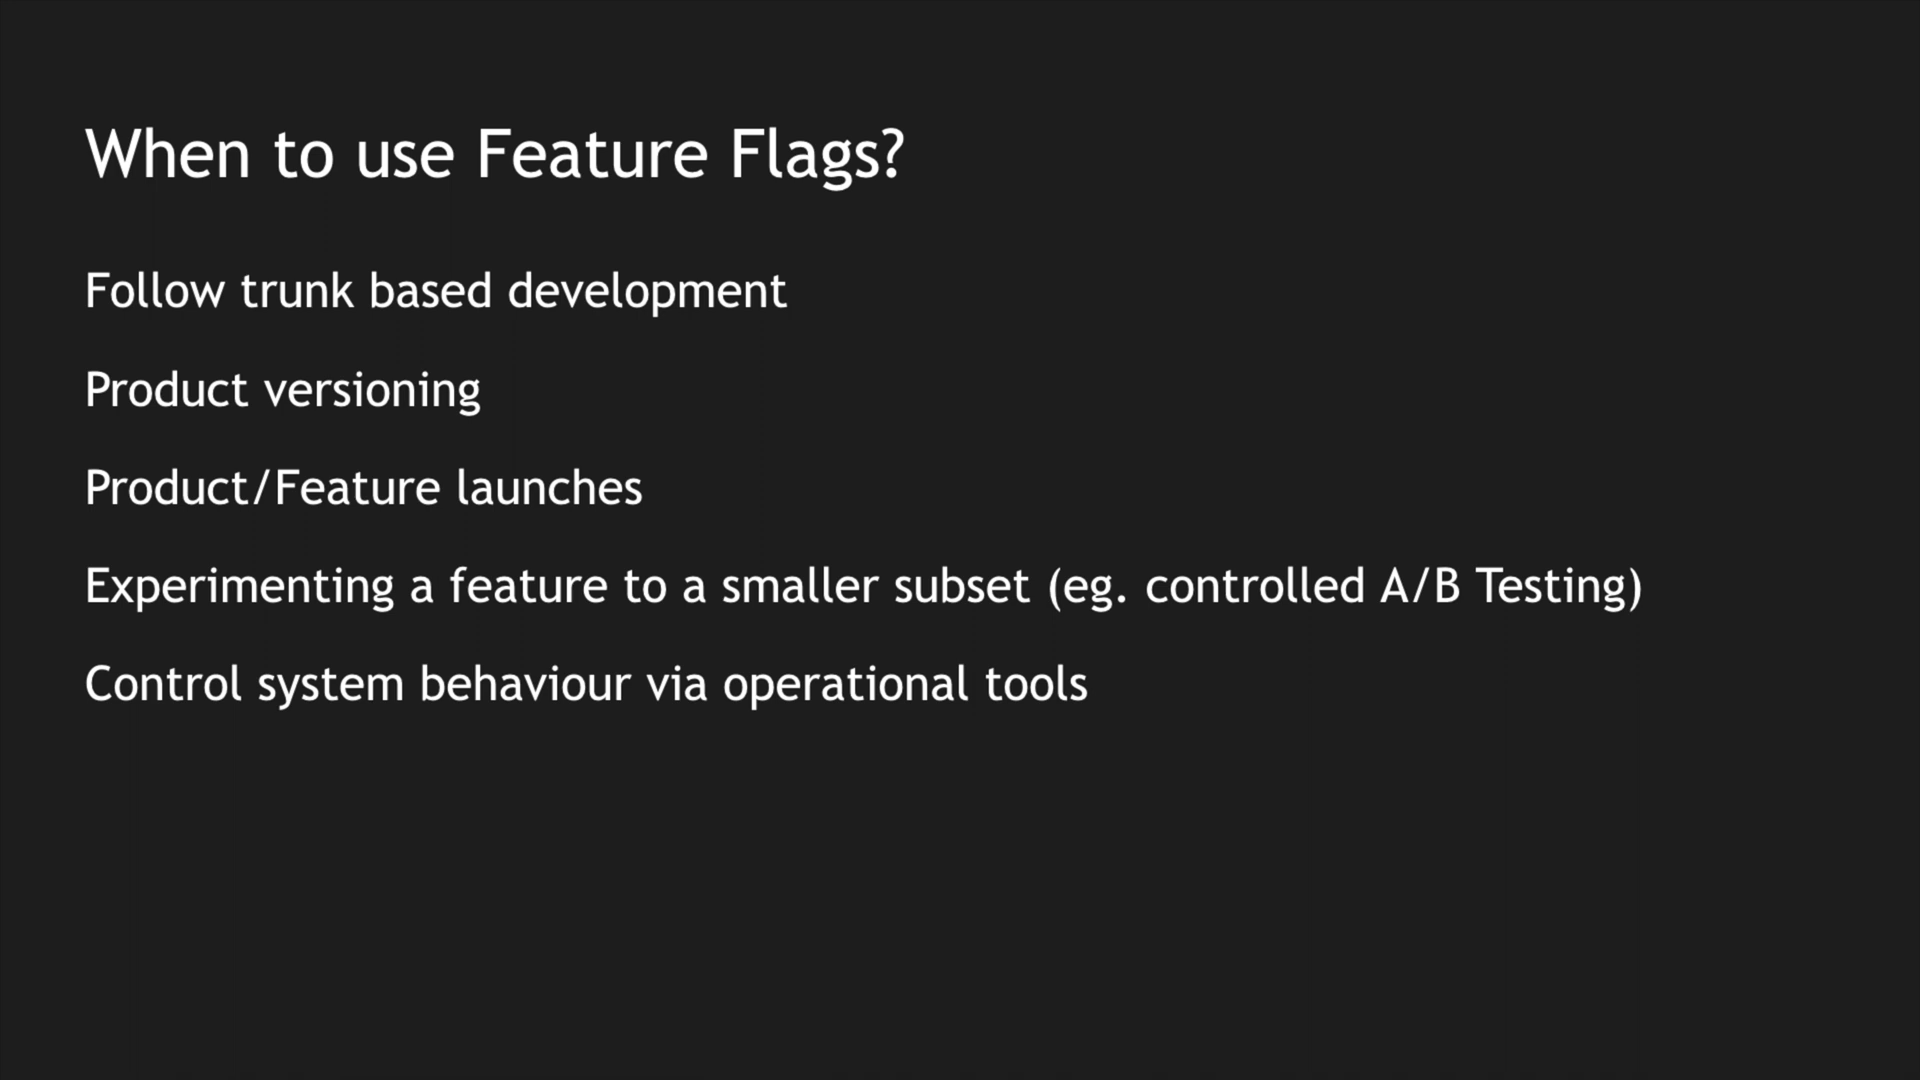 When to use Feature Flags?
Follow trunk based development
Product versioning
Product/Feature launches
Experimenting a feature to a smaller subset (eg. controlled A/B Testing)
Control system behaviour via operational tools